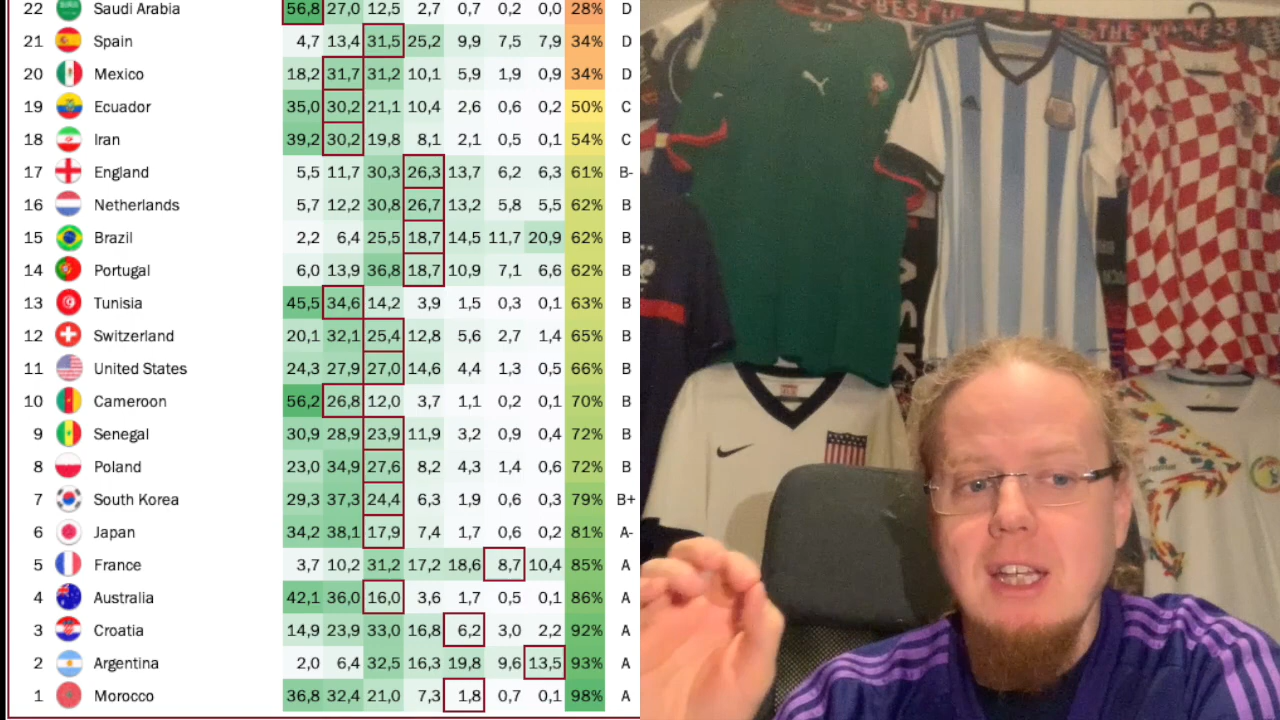 22 Saudi Arabia 56,8 27,0 12,5 2,7 0,7 0,2 0,0 28% D
21 Spain 4,7 13,4 31,5 25,2 9,9 7,5 7,9 34% D
20 Mexico 18,2 31,7 31,2 10,1 5,9 1,9 0,9 34% D
19 Ecuador 35,0 30,2 21,1 10,4 2,6 0,6 0,2 50% C
18 Iran 39,2 30,2 19,8 8,1 2,1 0,5 0,1 54% C
17 England 5,5 11,7 30,3 26,3 13,7 6,2 6,3 61% B-
16 Netherlands 5,7 12,2 30,8 26,7 13,2 5,8 5,5 62% B
15 Brazil 2,2 6,4 25,5 18,7 14,5 11,7 20,9 62% B
14 Portugal 6,0 13,9 36,8 18,7 10,9 7,1 6,6 62% B
13 Tunisia 45,5 34,6 14,2 3,9 1,5 0,3 0,1 63% B
12 Switzerland 20,1 32,1 25,4 12,8 5,6 2,7 1,4 65% B
11 United States 24,3 27,9 27,0 14,6 4,4 1,3 0,5 66% B
10 Cameroon 56,2 26,8 12,0 3,7 1,1 0,2 0,1 70% B
9 Senegal 30,9 28,9 23,9 11,9 3,2 0,9 0,4 72% B
8 Poland 23,0 34,9 27,6 8,2 4,3 1,4 0,6 72% B
7 South Korea 29,3 37,3 24,4 6,3 1,9 0,6 0,3 79% B+
6 Japan 34,2 38,1 17,9 7,4 1,7 0,6 0,2 81% A-
5 France 3,7 10,2 31,2 17,2 18,6 8,7 10,4 85% A
4 Australia 42,1 36,0 16,0 3,6 1,7 0,5 0,1 86% A
3 Croatia 14,9 23,9 33,0 16,8 6,2 3,0 2,2 92% A
2 Argentina 2,0 6,4 32,5 16,3 19,8 9,6 13,5 93% A
1 Morocco 36,8 32,4 21,0 7,3 1,8 0,7 0,1 98% A
BEST
THE WINNERS